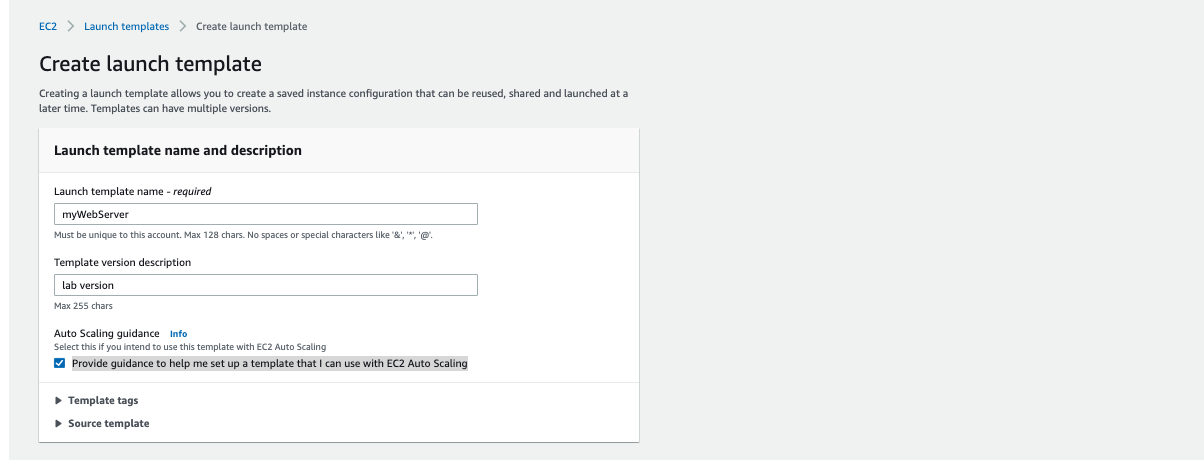 EC2 > Launch templates > Create launch template
Create launch template
Creating a launch template allows you to create a saved instance configuration that can be reused, shared and launched at a
later time. Templates can have multiple versions.
Launch template name and description
Launch template name - required
myWebServer
Must be unique to this account. Max 128 chars. No spaces or special characters like '&', '*', '@'.
Template version description
lab version
Max 255 chars
Auto Scaling guidance Info
Select this if you intend to use this template with EC2 Auto Scaling
Provide guidance to help me set up a template that I can use with EC2 Auto Scaling
Template tags
Source template